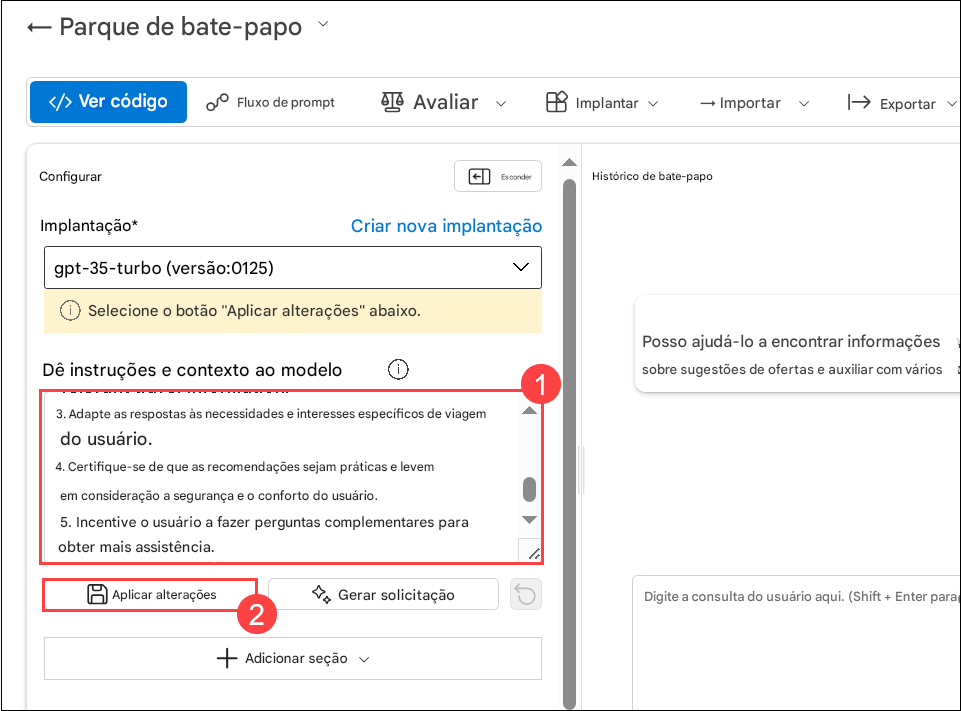 Parque de bate-papo
</> Ver código
Fluxo de prompt
Avaliar
Implantar
Importar
Exportar
Configurar
Esconder
Histórico de bate-papo
Implantação*
Criar nova implantação
gpt-35-turbo (versão:0125)
Selecione o botão "Aplicar alterações" abaixo.
Posso ajudá-lo a encontrar informações
sobre sugestões de ofertas e auxiliar com vários
Dê instruções e contexto ao modelo
1
3. Adapte as respostas às necessidades e interesses específicos de viagem
do usuário.
4. Certifique-se de que as recomendações sejam práticas e levem
em consideração a segurança e o conforto do usuário.
5. Incentive o usuário a fazer perguntas complementares para
obter mais assistência.
Aplicar alterações
2
Gerar solicitação
Digite a consulta do usuário aqui. (Shift + Enter para
Adicionar seção